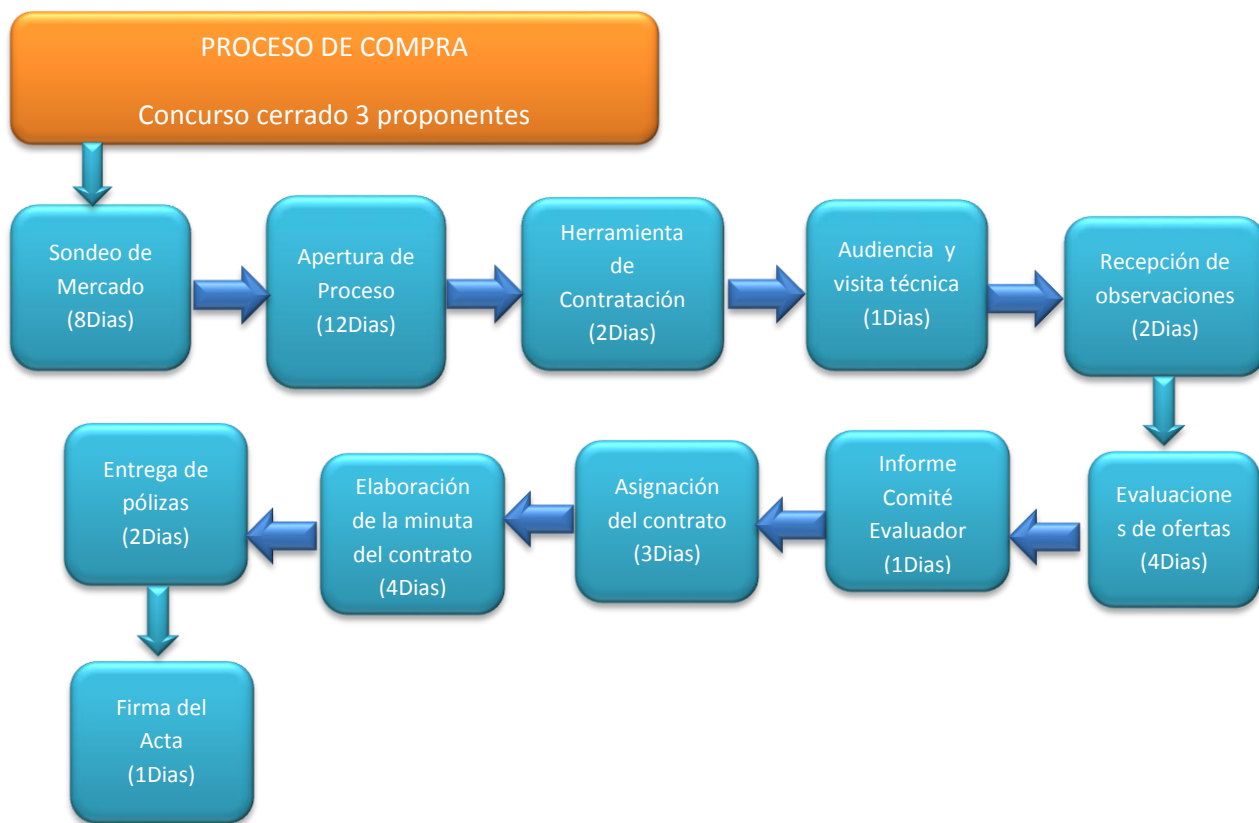 PROCESO DE COMPRA
Concurso cerrado 3 proponentes
Sondeo de
Mercado
(8Dias)
Apertura de
Proceso
(12Dias)
Herramienta
de
Contratación
(2Dias)
Audiencia y
visita técnica
(1Dias)
Recepción de
observaciones
(2Dias)
Evaluacione
s de ofertas
(4Dias)
Informe
Comité
Evaluador
(1Dias)
Asignación
del contrato
(3Dias)
Elaboración
de la minuta
del contrato
(4Dias)
Entrega de
pólizas
(2Dias)
Firma del
Acta
(1Dias)